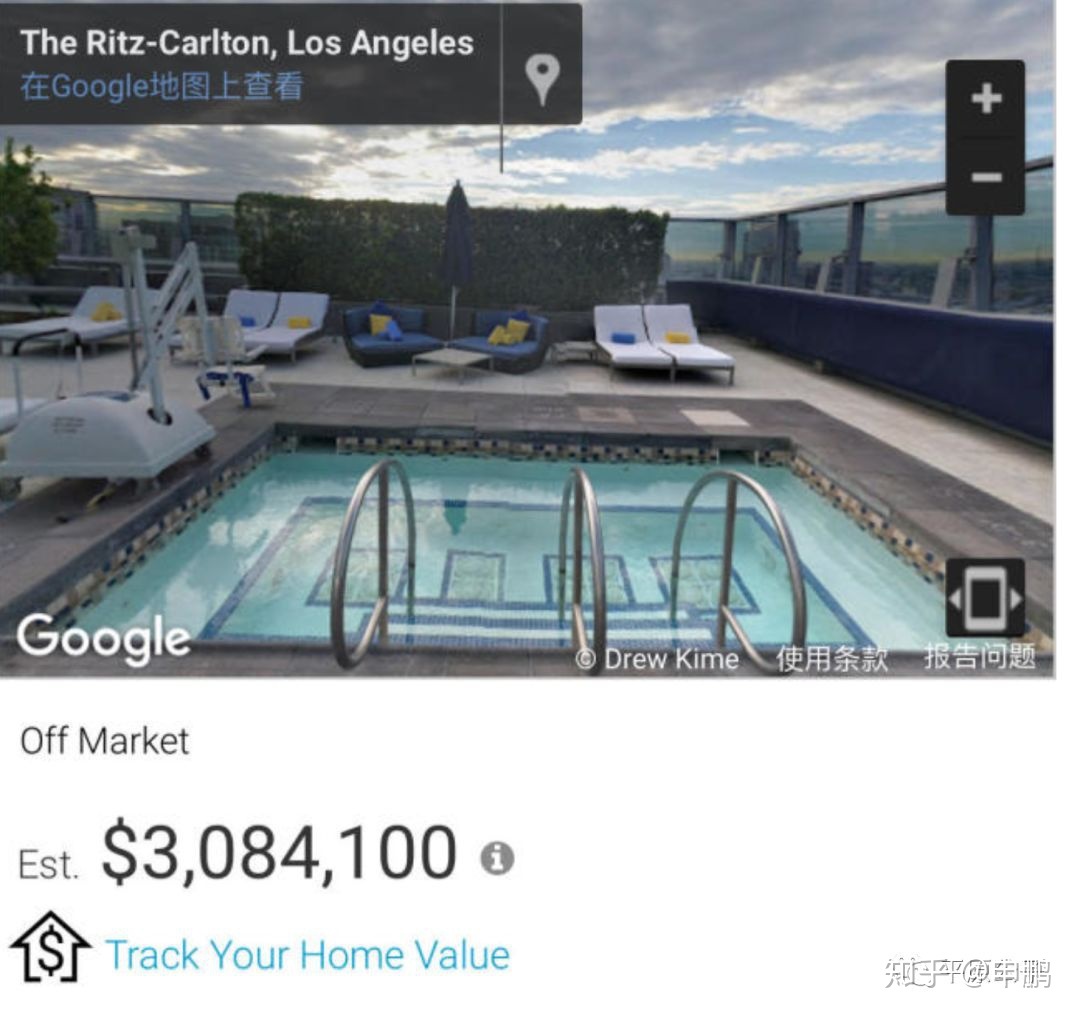 The Ritz-Carlton, Los Angeles
在Google地图上查看
Google
© Drew Kime 使用条款 报告问题
Off Market
Est. $3,084,100
Track Your Home Value
知乎 @申鹏